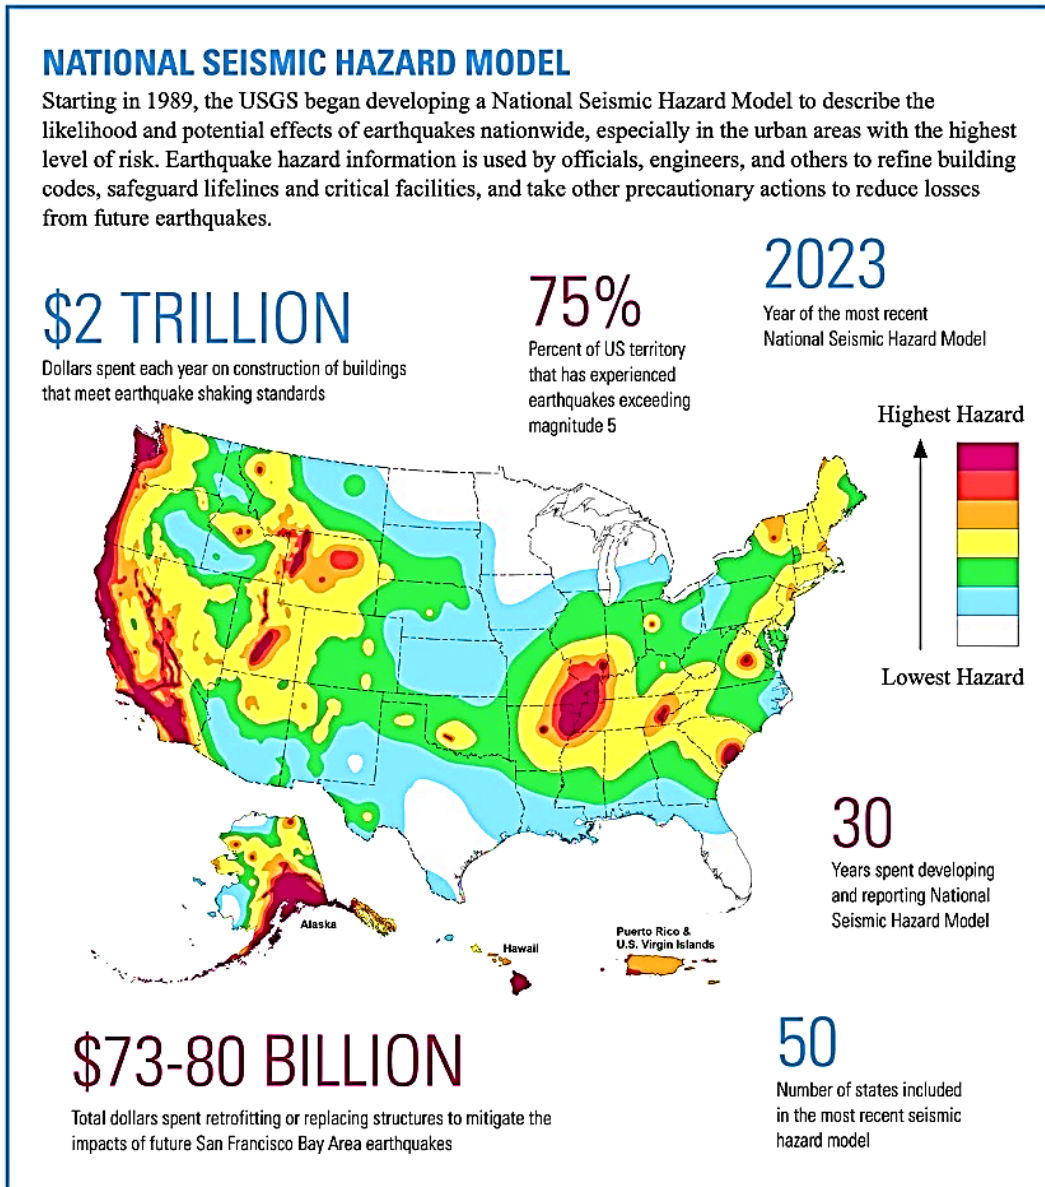 NATIONAL SEISMIC HAZARD MODEL
Starting in 1989, the USGS began developing a National Seismic Hazard Model to describe the
likelihood and potential effects of earthquakes nationwide, especially in the urban areas with the highest
level of risk. Earthquake hazard information is used by officials, engineers, and others to refine building
codes, safeguard lifelines and critical facilities, and take other precautionary actions to reduce losses
from future earthquakes.
$2 TRILLION
Dollars spent each year on construction of buildings
that meet earthquake shaking standards
75%
Percent of US territory
that has experienced
earthquakes exceeding
magnitude 5
2023
Year of the most recent
National Seismic Hazard Model
Highest Hazard
Lowest Hazard
30
Years spent developing
and reporting National
Seismic Hazard Model
Alaska
Hawaii
Puerto Rico &
U.S. Virgin Islands
$73-80 BILLION
Total dollars spent retrofitting or replacing structures to mitigate the
impacts of future San Francisco Bay Area earthquakes
50
Number of states included
in the most recent seismic
hazard model